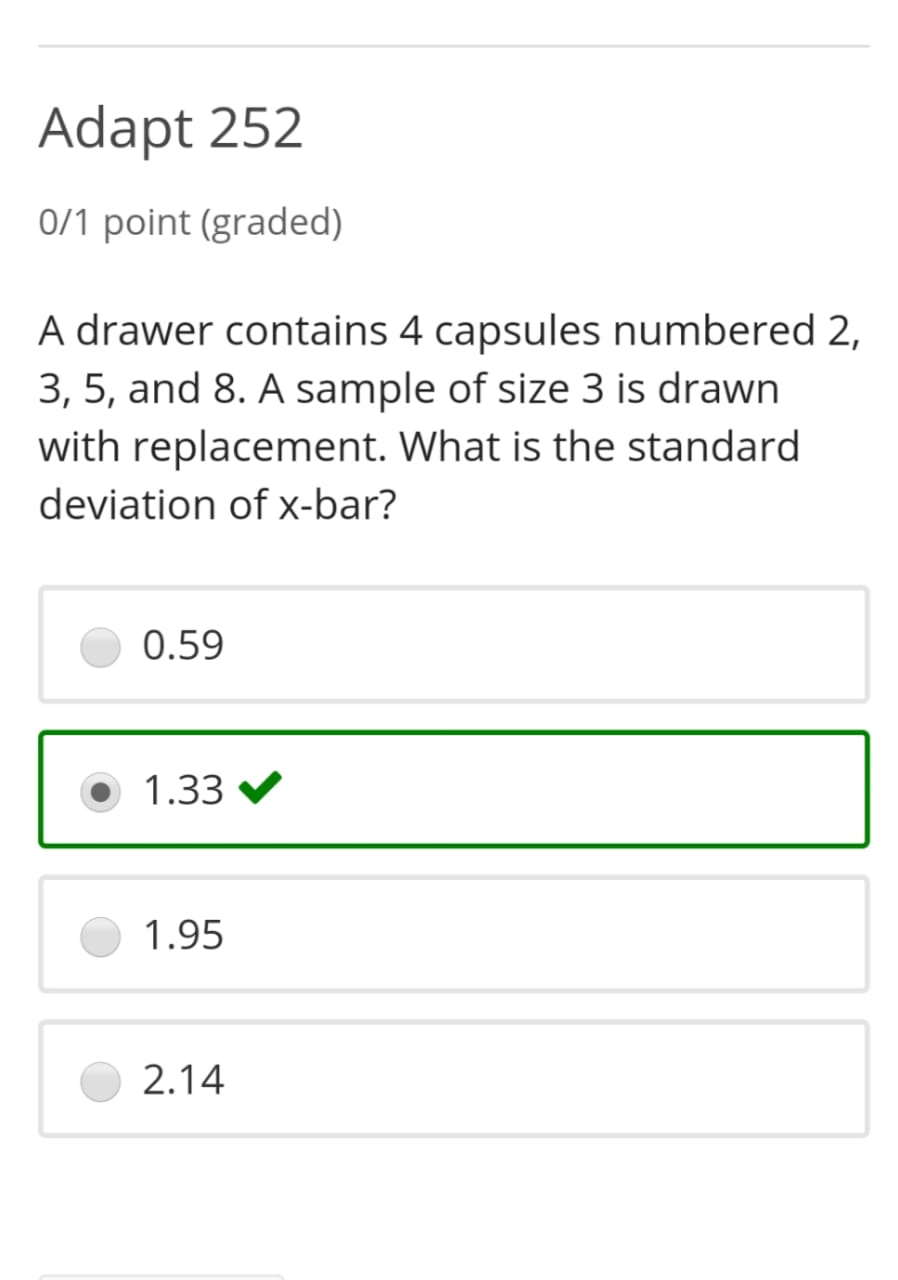 Adapt 252
0/1 point (graded)
A drawer contains 4 capsules numbered 2,
3, 5, and 8. A sample of size 3 is drawn
with replacement. What is the standard
deviation of x-bar?
0.59
1.33
1.95
2.14